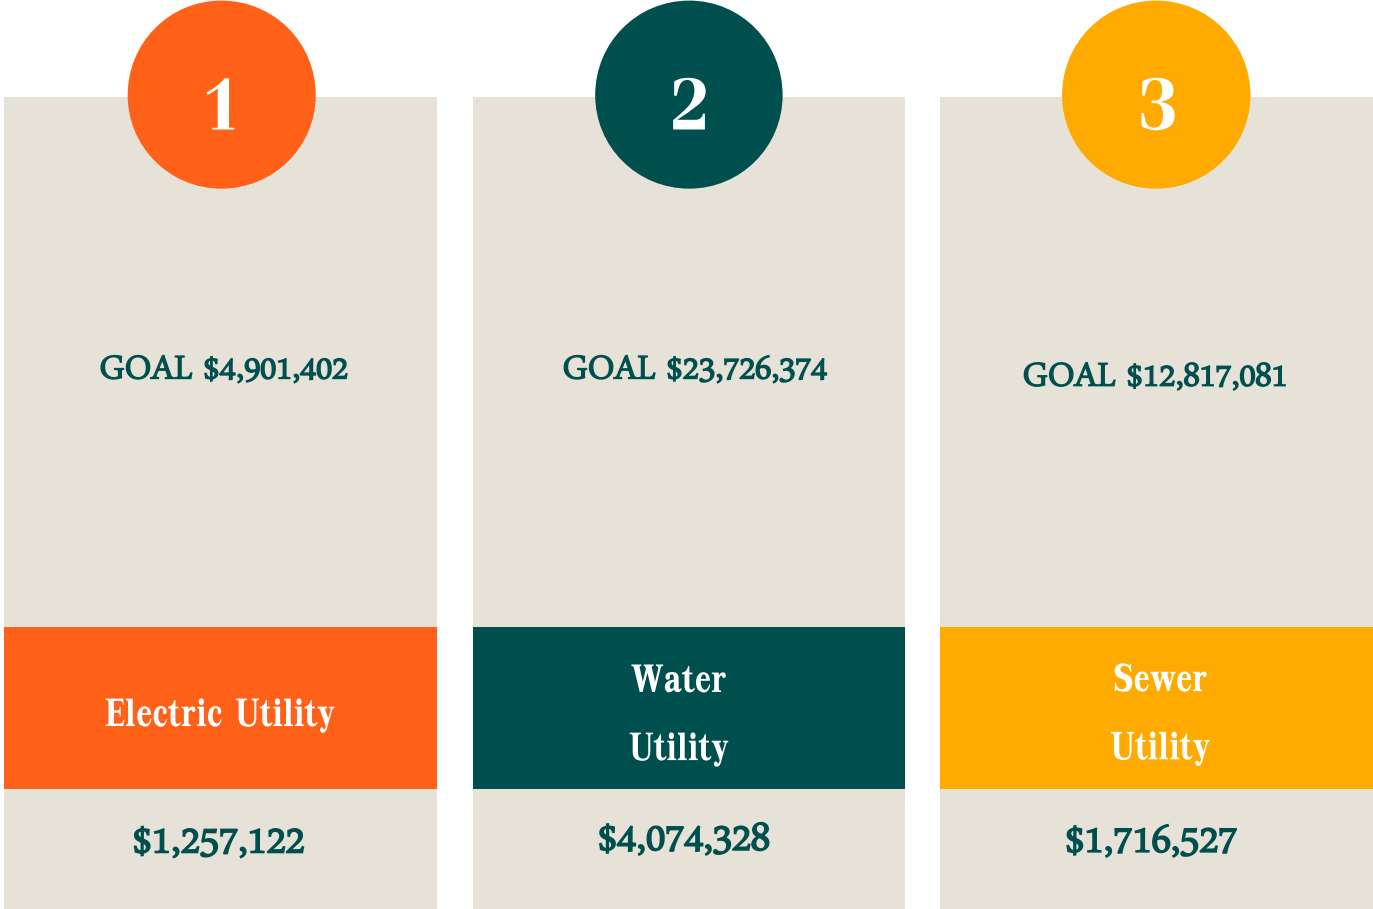 1
GOAL $4,901,402
Electric Utility
$1,257,122
2
GOAL $23,726,374
Water
Utility
$4,074,328
3
GOAL $12,817,081
Sewer
Utility
$1,716,527